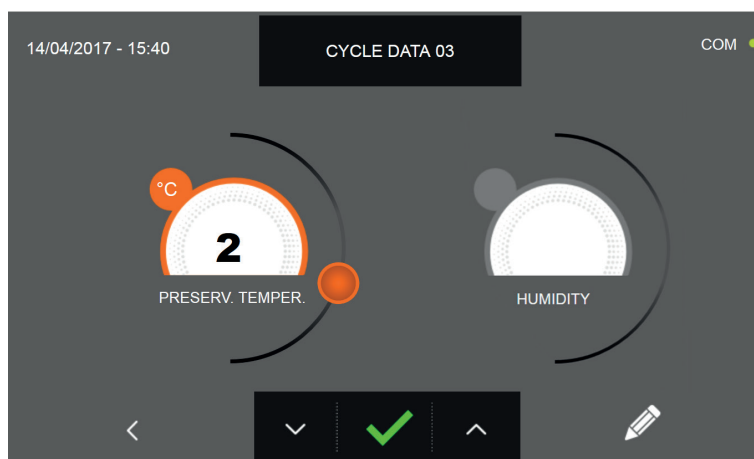 14/04/2017 - 15:40
CYCLE DATA 03
COM
°C
2
PRESERV. TEMPER.
HUMIDITY